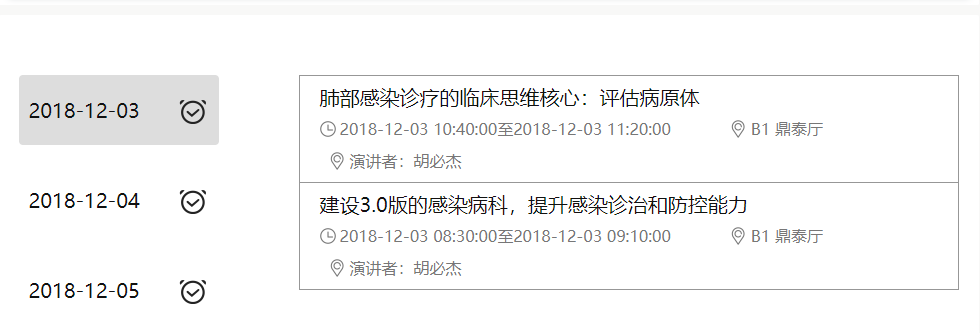 2018-12-03
2018-12-04
2018-12-05
肺部感染诊疗的临床思维核心：评估病原体
2018-12-03 10:40:00至2018-12-03 11:20:00 B1 鼎泰厅
演讲者：胡必杰
建设3.0版的感染病科，提升感染诊治和防控能力
2018-12-03 08:30:00至2018-12-03 09:10:00 B1 鼎泰厅
演讲者：胡必杰